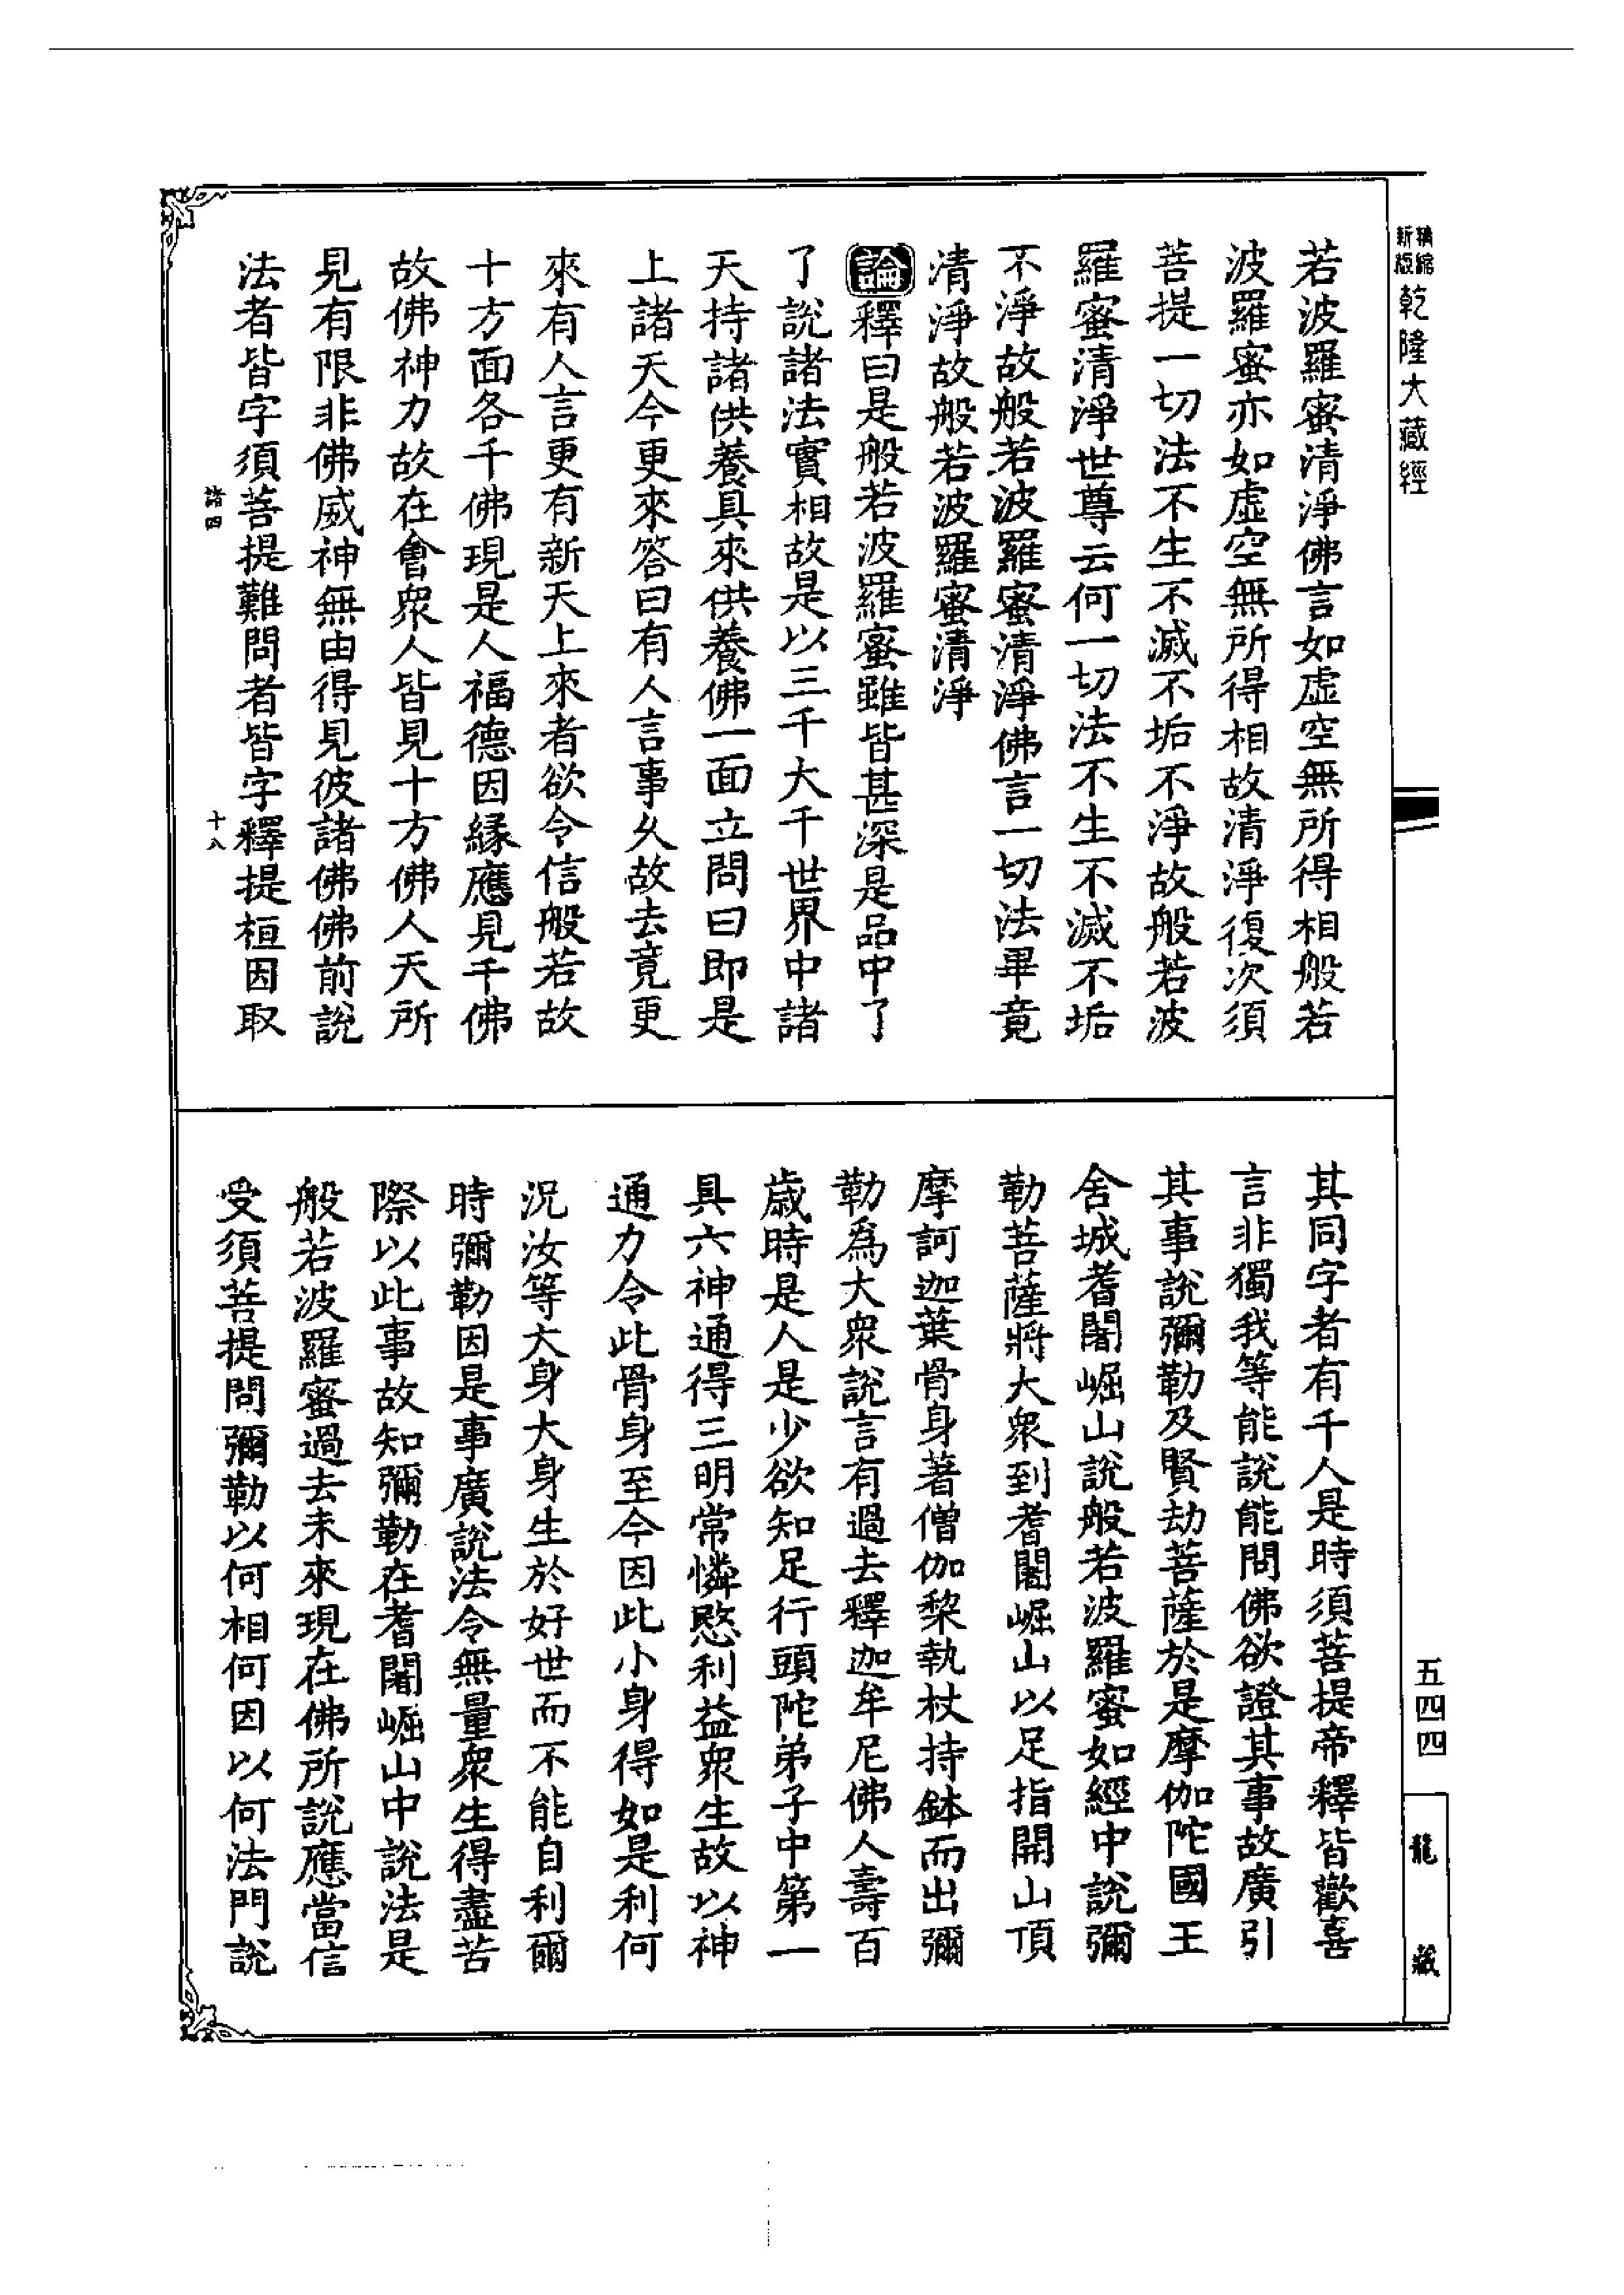 新版精縮
乾隆大藏經
若波羅蜜清淨佛言如虛空無所得相般若
波羅蜜亦如虛空無所得相故清淨復次須
菩提一切法不生不滅不垢不淨故般若波
羅蜜清淨世尊云何一切法不生不滅不垢
不淨故般若波羅蜜清淨佛言一切法畢竟
清淨故般若波羅蜜清淨
論釋曰是般若波羅蜜雖皆甚深是品中了
了說諸法實相故是以三千大千世界中諸
天持諸供養具來供養佛一面立問曰即是
上諸天今更來答曰有人言事久故去竟更
來有人言更有新天上來者欲令信般若故
十方面各千佛現是人福德因緣應見千佛
故佛神力故在會眾人皆見十方佛人天所
見有限非佛威神無由得見彼諸佛佛前說
法者皆字須菩提難問者皆字釋提桓因取
諸四
十八
其同字者有千人是時須菩提帝釋皆歡喜
言非獨我等能說能問佛欲證其事故廣引
其事說彌勒及賢劫菩薩於是摩伽陀國王
舍城耆闍崛山說般若波羅蜜如經中說彌
勒菩薩將大眾到耆闍崛山以足指開山頂
摩訶迦葉骨身著僧伽黎執杖持鉢而出彌
勒為大眾說言有過去釋迦牟尼佛人壽百
歲時是人是少欲知足行頭陀弟子中第一
具六神通得三明常憐愍利益眾生故以神
通力令此骨身至今因此小身得如是利何
況汝等大身大身生於好世而不能自利爾
時彌勒因是事廣說法令無量眾生得盡苦
際以此事故知彌勒在耆闍崛山中說法是
般若波羅蜜過去未來現在佛所說應當信
受須菩提問彌勒以何相何因以何法門說
五四四
龍藏